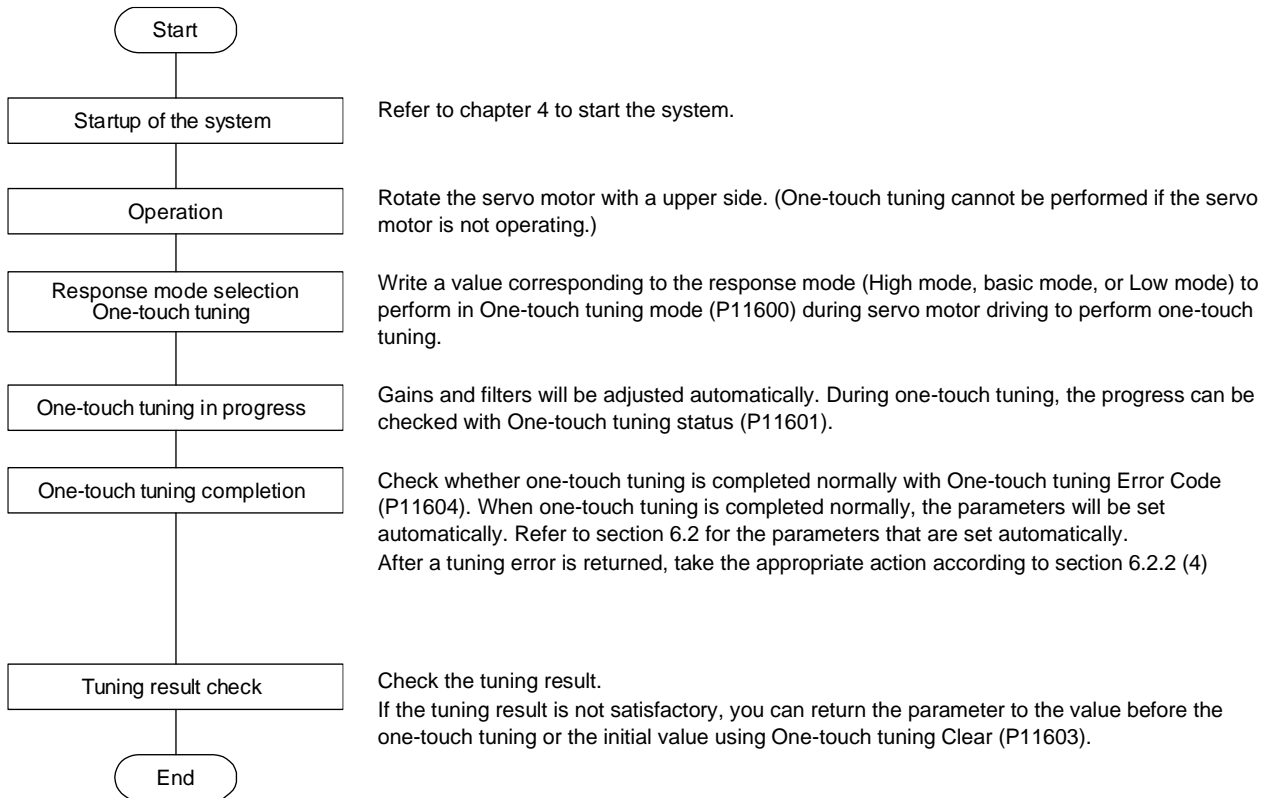 Start
Startup of the system
Refer to chapter 4 to start the system.
Operation
Rotate the servo motor with a upper side. (One-touch tuning cannot be performed if the servo
motor is not operating.)
Response mode selection
One-touch tuning
Write a value corresponding to the response mode (High mode, basic mode, or Low mode) to
perform in One-touch tuning mode (P11600) during servo motor driving to perform one-touch
tuning.
One-touch tuning in progress
Gains and filters will be adjusted automatically. During one-touch tuning, the progress can be
checked with One-touch tuning status (P11601).
One-touch tuning completion
Check whether one-touch tuning is completed normally with One-touch tuning Error Code
(P11604). When one-touch tuning is completed normally, the parameters will be set
automatically. Refer to section 6.2 for the parameters that are set automatically.
After a tuning error is returned, take the appropriate action according to section 6.2.2 (4)
Tuning result check
Check the tuning result.
If the tuning result is not satisfactory, you can return the parameter to the value before the
one-touch tuning or the initial value using One-touch tuning Clear (P11603).
End